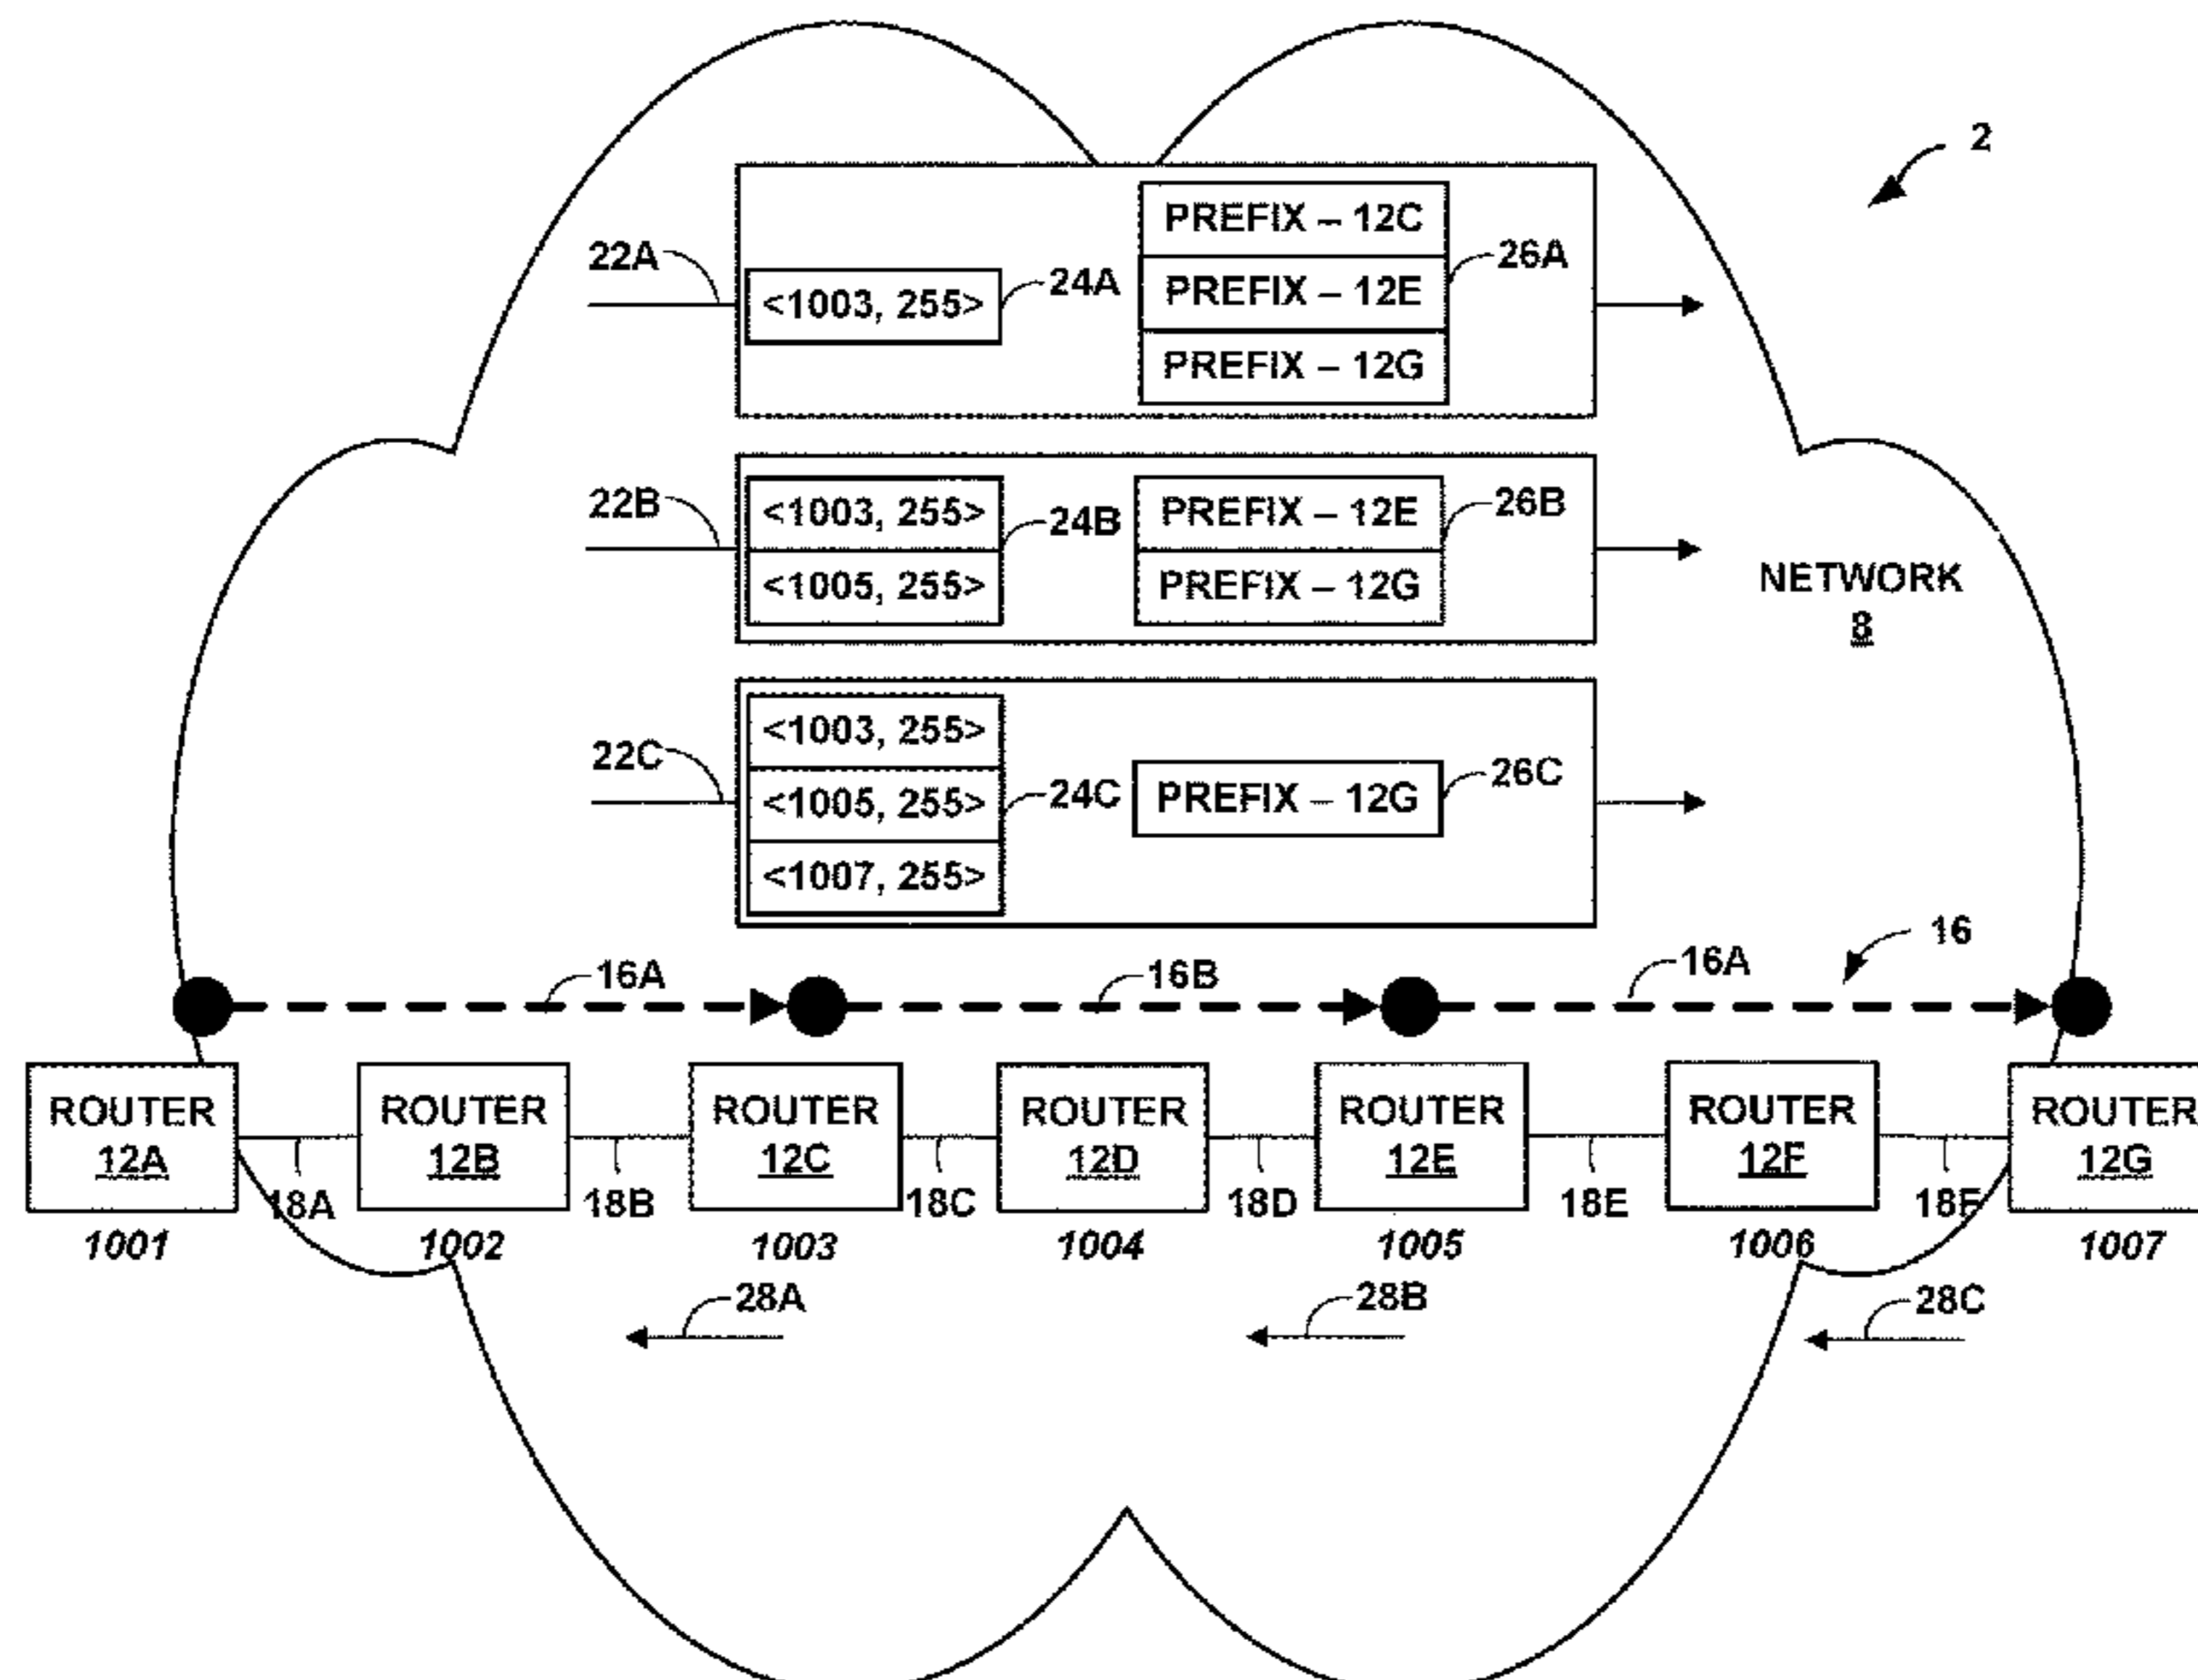 2
PREFIX – 12C
22A
24A
PREFIX – 12E
26A
<1003, 255>
PREFIX – 12G
22B
<1003, 255>
24B
PREFIX – 12E
26B
<1005, 255>
PREFIX – 12G
NETWORK
8
<1003, 255>
22C
<1005, 255>
24C
PREFIX – 12G
26C
<1007, 255>
16A
16B
16A
16
ROUTER
12A
ROUTER
12B
ROUTER
12C
ROUTER
12D
ROUTER
12E
ROUTER
12F
ROUTER
12G
18A
18B
18C
18D
18E
18F
1001
1002
1003
1004
1005
1006
1007
28A
28B
28C